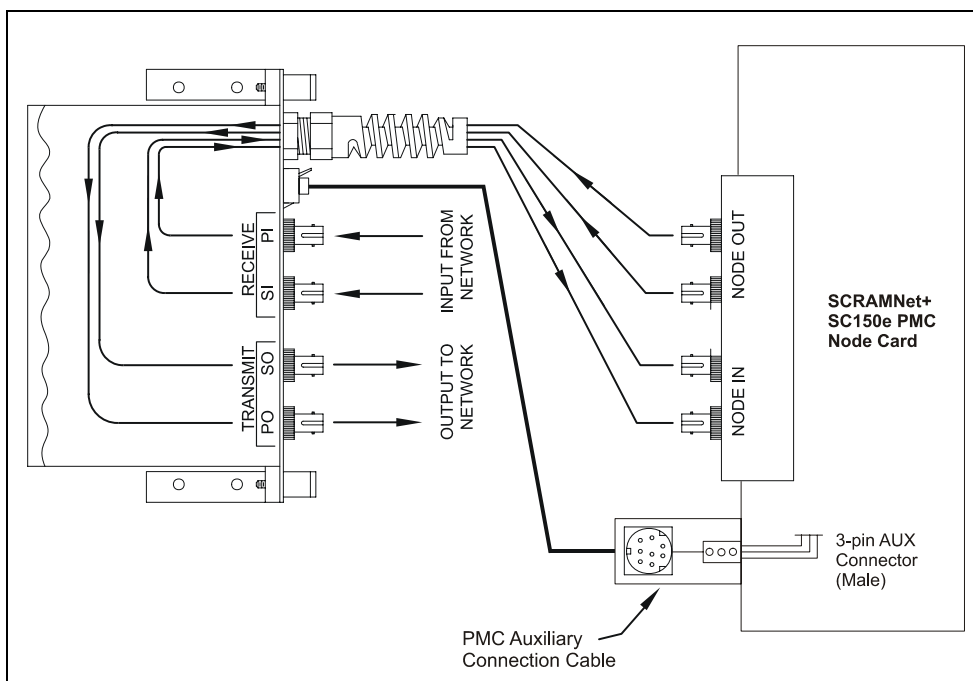 RECEIVE
PI
SI
TRANSMIT
SO
PO
INPUT FROM
NETWORK
OUTPUT TO
NETWORK
NODE OUT
NODE IN
SCRAMNet+
SC150e PMC
Node Card
3-pin AUX
Connector
(Male)
PMC Auxiliary
Connection Cable